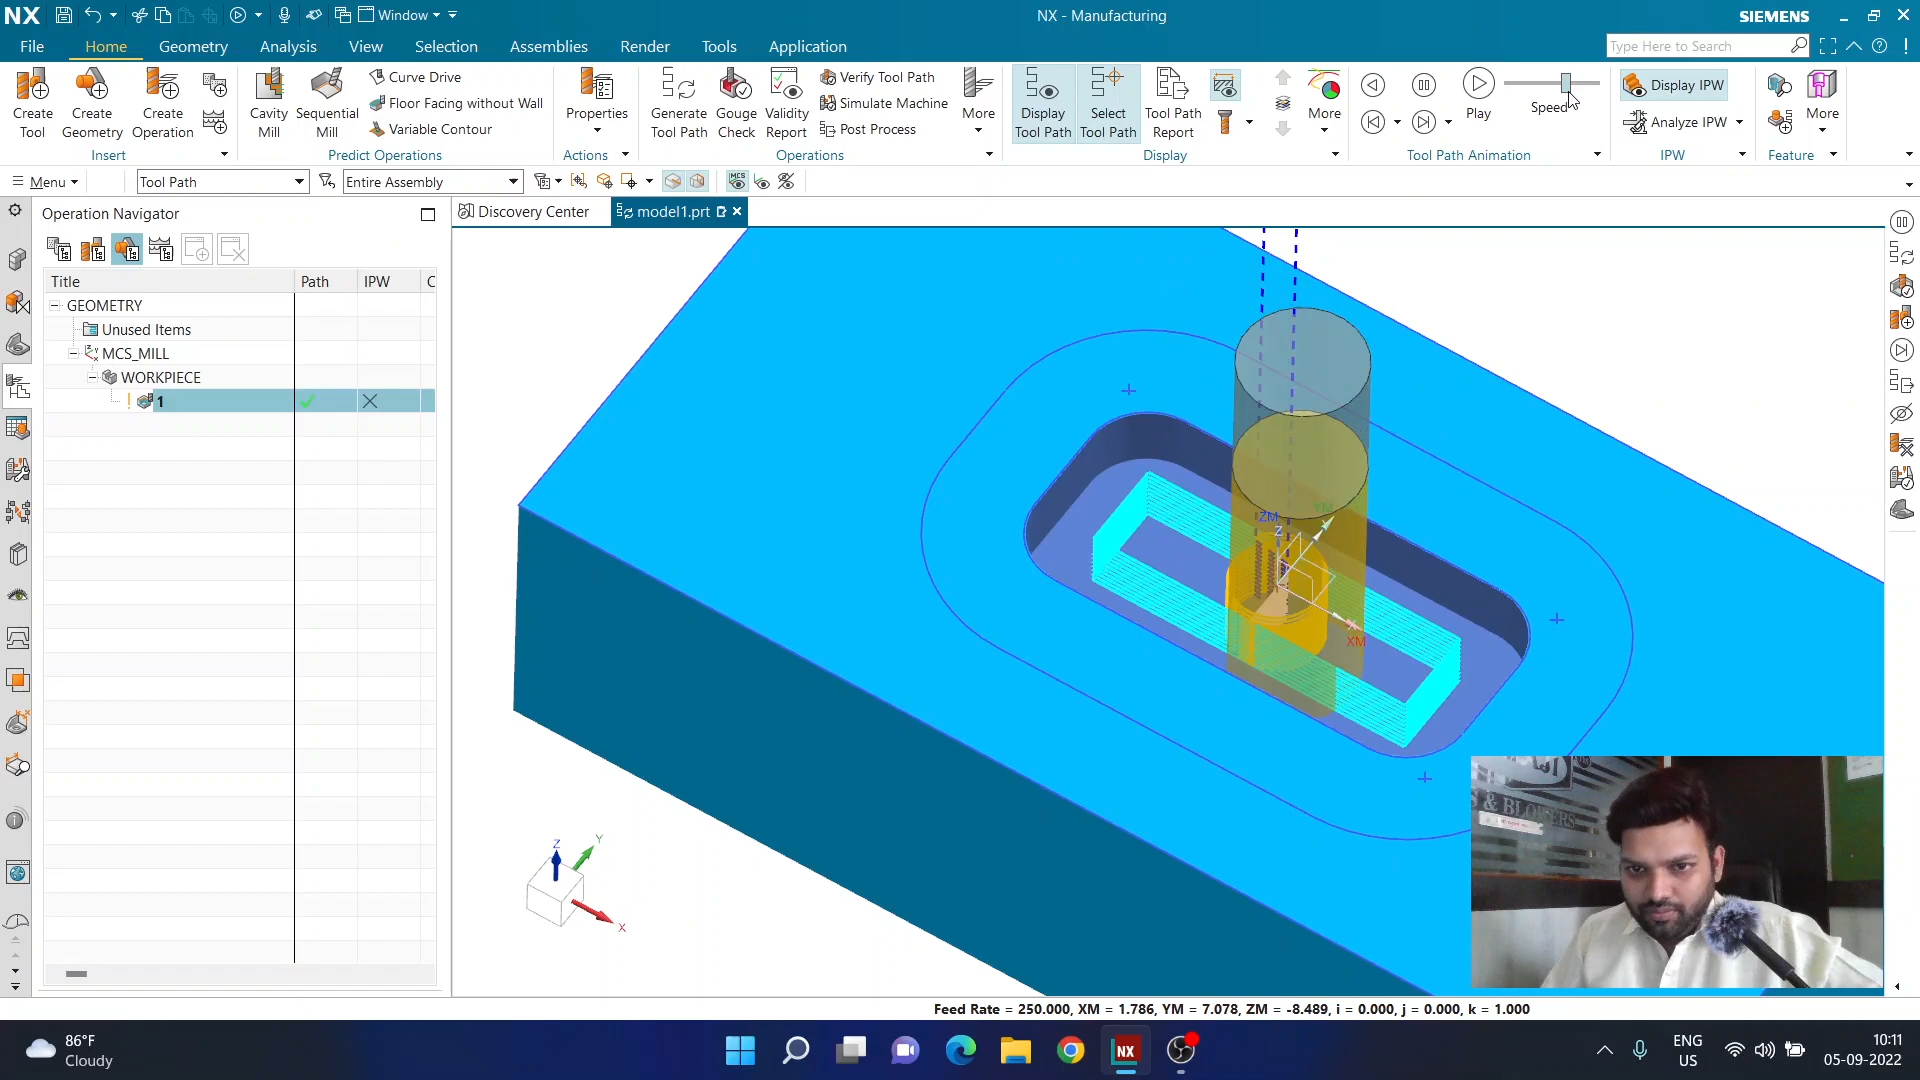 NX
Window
NX - Manufacturing
SIEMENS
File
Home
Geometry
Analysis
View
Selection
Assemblies
Render
Tools
Application
Type Here to Search
Create Tool
Create Geometry
Create Operation
Insert
Cavity Mill
Sequential Mill
Curve Drive
Floor Facing without Wall
Variable Contour
Predict Operations
Properties
Actions
Generate Tool Path
Gouge Check
Validity Report
Verify Tool Path
Simulate Machine
Post Process
More
Operations
Display Tool Path
Select Tool Path
Tool Path Report
More
Display
Play
Speed
Tool Path Animation
Display IPW
Analyze IPW
IPW
More
Feature
Menu
Tool Path
Entire Assembly
MCS
Operation Navigator
Discovery Center
model1.prt
Title
Path
IPW
C
GEOMETRY
Unused Items
MCS_MILL
WORKPIECE
1
ZM
YM
Z
XM
Z
Y
X
S & BLOWERS
Feed Rate = 250.000, XM = 1.786, YM = 7.078, ZM = -8.489, i = 0.000, j = 0.000, k = 1.000
86°F
Cloudy
NX
ENG
US
10:11
05-09-2022